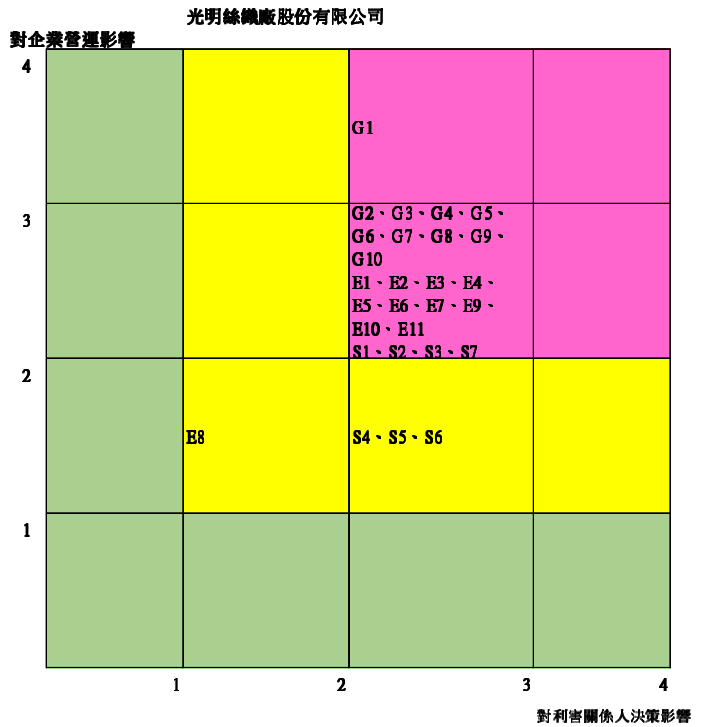 光明絲織廠股份有限公司
對企業營運影響
4
G1
3
G2、G3、G4、G5、
G6、G7、G8、G9、
G10
E1、E2、E3、E4、
E5、E6、E7、E9、
E10、E11
S1、S2、S3、S7
2
E8
S4、S5、S6
1
1
2
3
4
對利害關係人決策影響